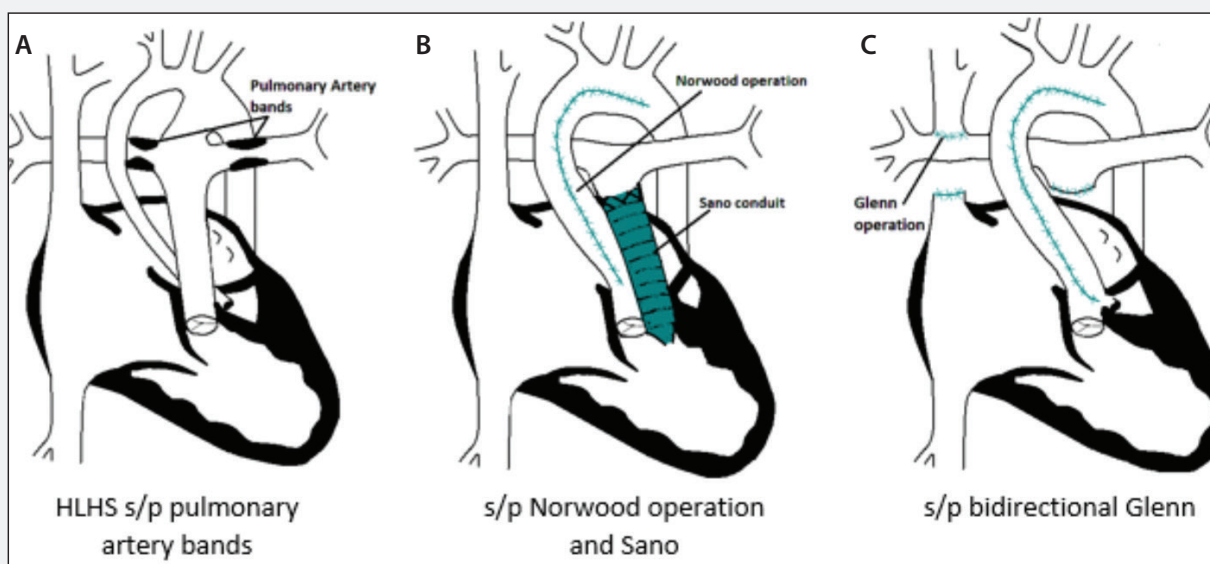 A
Pulmonary Artery
bands
HLHS s/p pulmonary
artery bands
B
Norwood operation
Sano conduit
s/p Norwood operation
and Sano
C
Glenn
operation
s/p bidirectional Glenn